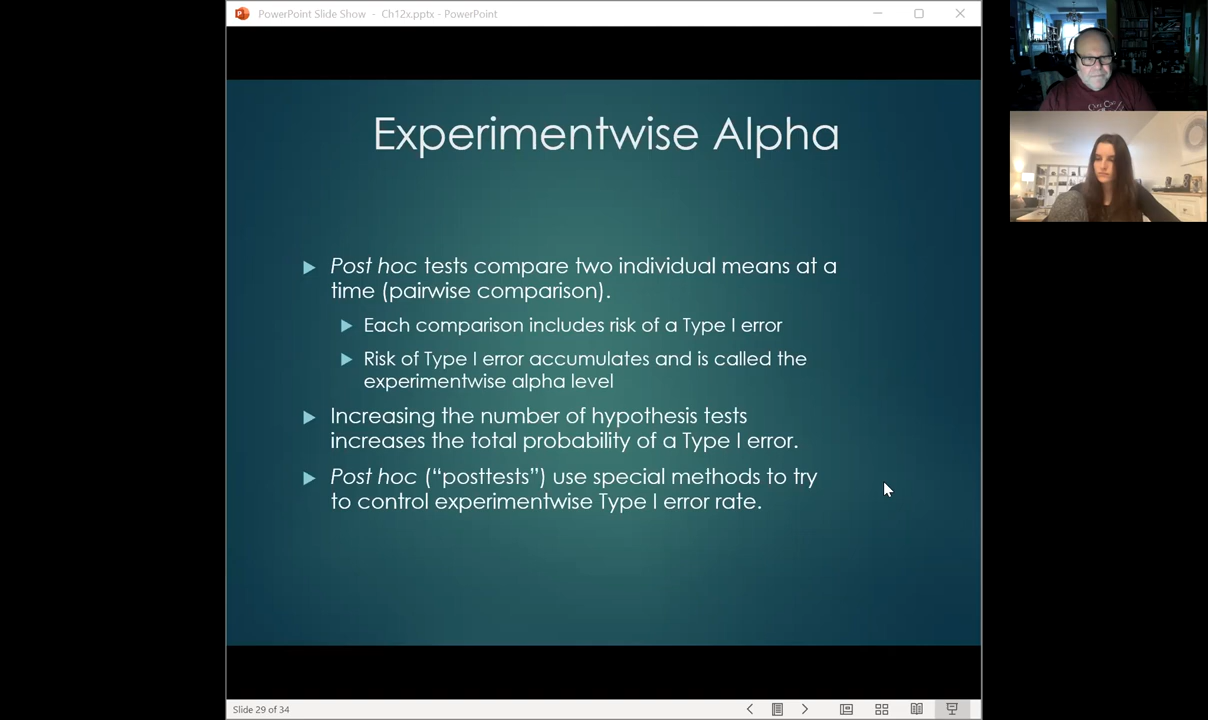 PowerPoint Slide Show - Ch12x.pptx - PowerPoint
Experimentwise Alpha
Post hoc tests compare two individual means at a
time (pairwise comparison).
Each comparison includes risk of a Type I error
Risk of Type I error accumulates and is called the
experimentwise alpha level
Increasing the number of hypothesis tests
increases the total probability of a Type I error.
Post hoc (“posttests”) use special methods to try
to control experimentwise Type I error rate.
Slide 29 of 34